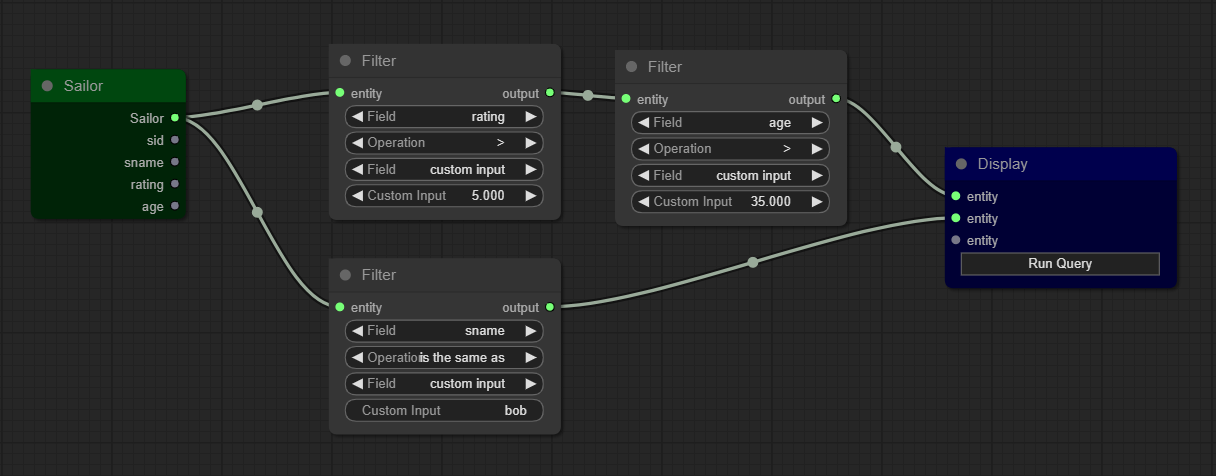 Sailor
Sailor
sid
sname
rating
age
Filter
entity output
Field rating
Operation >
Field custom input
Custom Input 5.000
Filter
entity output
Field age
Operation >
Field custom input
Custom Input 35.000
Filter
entity output
Field sname
Operation is the same as
Field custom input
Custom Input bob
Display
entity
entity
entity
Run Query